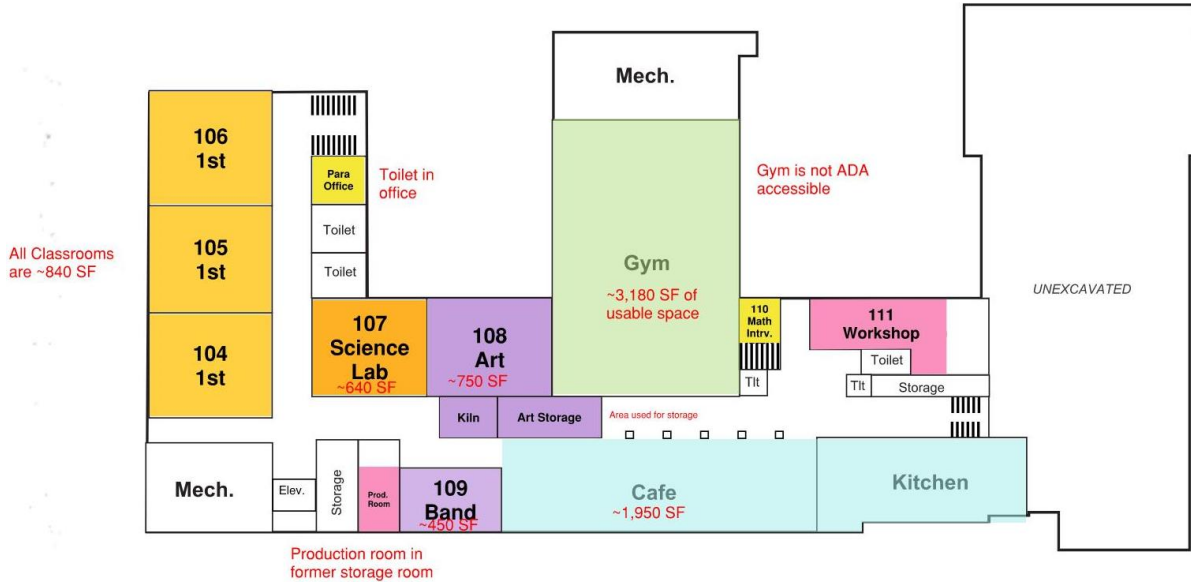 Mech.
106
1st
Para
Office
Toilet in
office
Gym is not ADA
accessible
Toilet
105
1st
All Classrooms
are ~840 SF
Toilet
Gym
~3,180 SF of
usable space
UNEXCAVATED
110
Math
Intrv.
111
Workshop
107
Science
Lab
~640 SF
108
Art
~750 SF
104
1st
Toilet
Tlt
Tlt
Storage
Kiln
Art Storage
Area used for storage
Mech.
Elev.
Storage
Prod.
Room
109
Band
~450 SF
Cafe
~1,950 SF
Kitchen
Production room in
former storage room